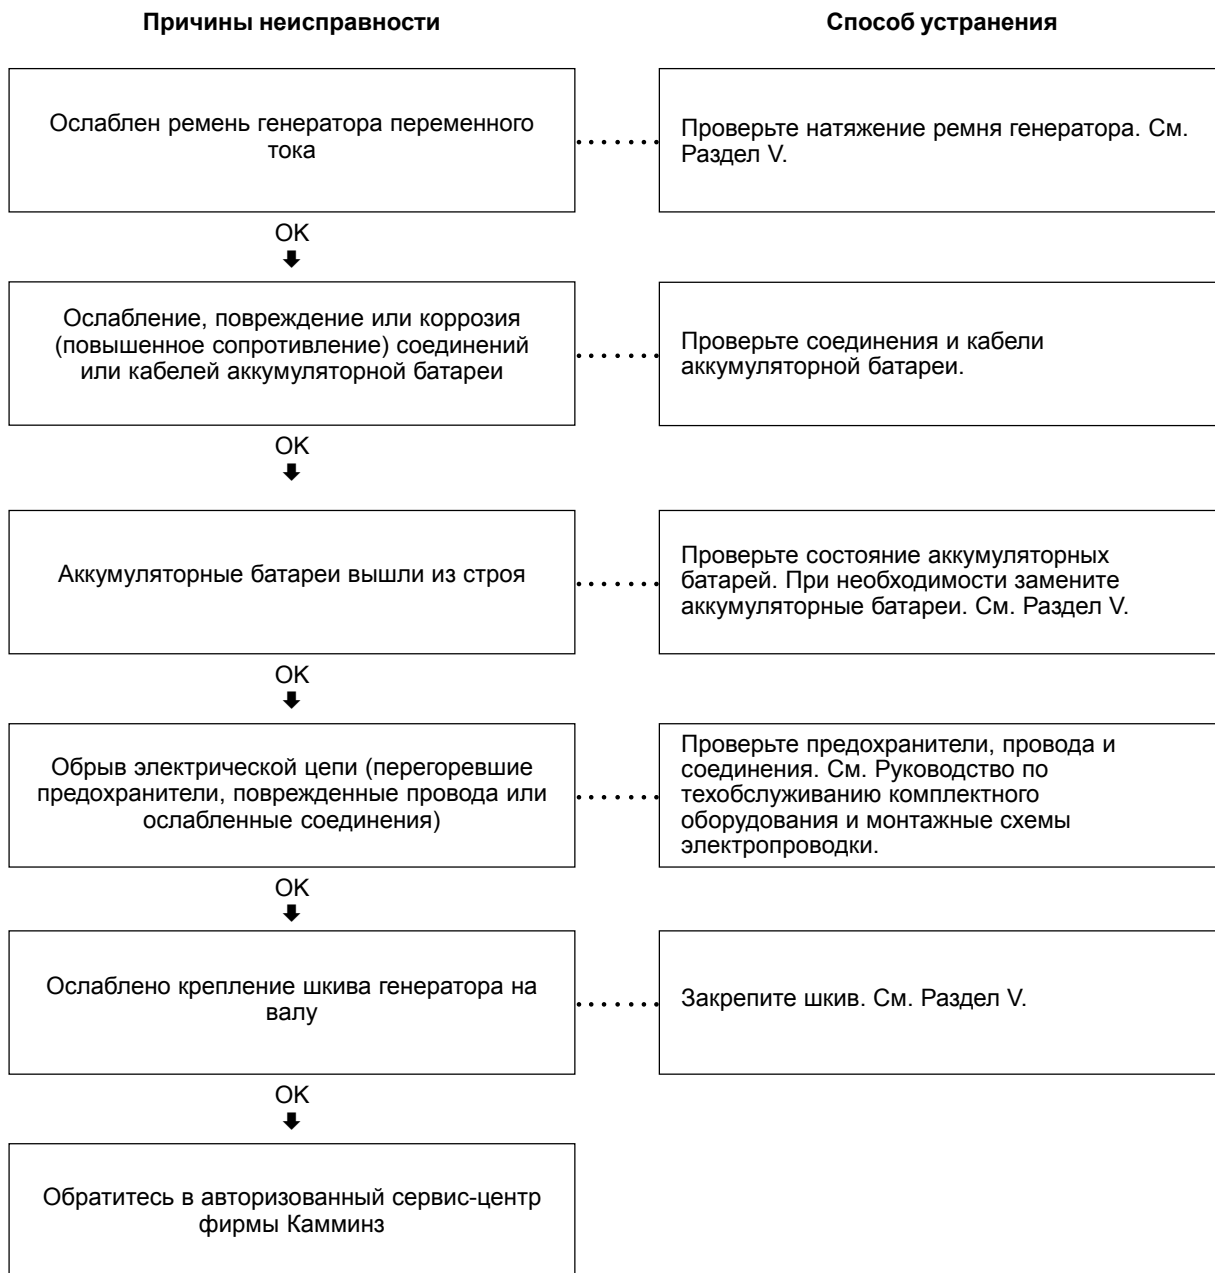 Причины неисправности
Способ устранения
Ослаблен ремень генератора переменного
тока
Проверьте натяжение ремня генератора. См.
Раздел V.
OK
Ослабление, повреждение или коррозия
(повышенное сопротивление) соединений
или кабелей аккумуляторной батареи
Проверьте соединения и кабели
аккумуляторной батареи.
OK
Аккумуляторные батареи вышли из строя
Проверьте состояние аккумуляторных
батарей. При необходимости замените
аккумуляторные батареи. См. Раздел V.
OK
Обрыв электрической цепи (перегоревшие
предохранители, поврежденные провода или
ослабленные соединения)
Проверьте предохранители, провода и
соединения. См. Руководство по
техобслуживанию комплектного
оборудования и монтажные схемы
электропроводки.
OK
Ослаблено крепление шкива генератора на
валу
Закрепите шкив. См. Раздел V.
OK
Обратитесь в авторизованный сервис-центр
фирмы Камминз